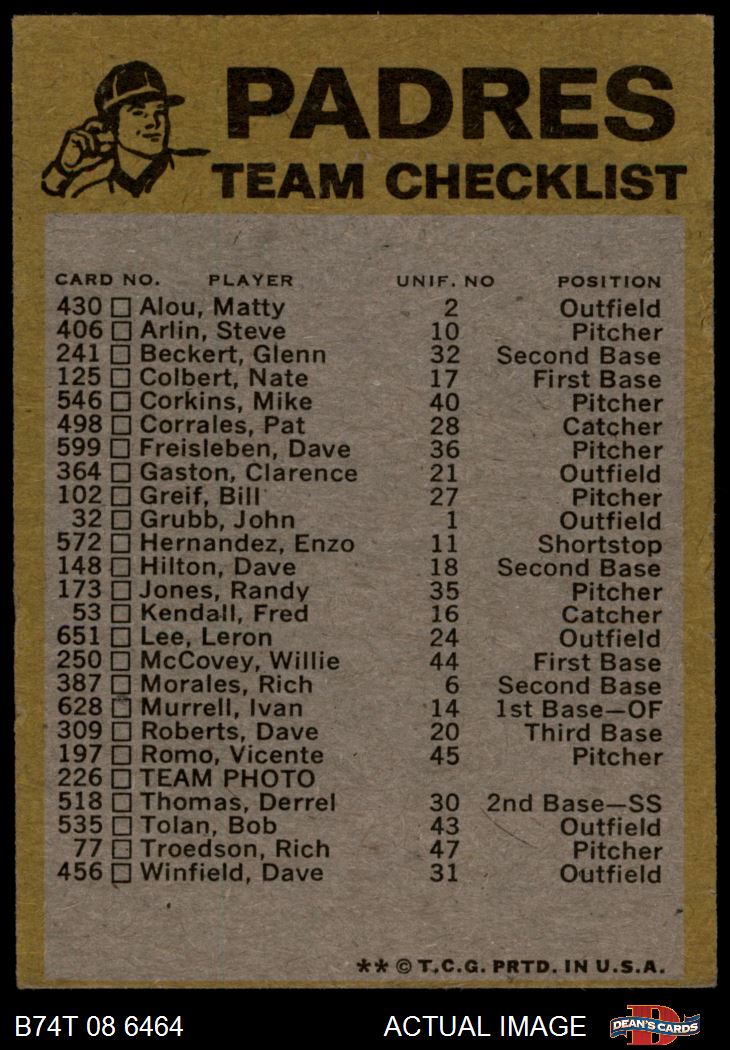 PADRES
TEAM CHECKLIST
CARD NO. PLAYER UNIF. NO POSITION
430 Alou, Matty 2 Outfield
406 Arlin, Steve 10 Pitcher
241 Beckert, Glenn 32 Second Base
125 Colbert, Nate 17 First Base
546 Corkins, Mike 40 Pitcher
498 Corrales, Pat 28 Catcher
599 Freisleben, Dave 36 Pitcher
364 Gaston, Clarence 21 Outfield
102 Greif, Bill 27 Pitcher
32 Grubb, John 1 Outfield
572 Hernandez, Enzo 11 Shortstop
148 Hilton, Dave 18 Second Base
173 Jones, Randy 35 Pitcher
53 Kendall, Fred 16 Catcher
651 Lee, Leron 24 Outfield
250 McCovey, Willie 44 First Base
387 Morales, Rich 6 Second Base
628 Murrell, Ivan 14 1st Base—OF
309 Roberts, Dave 20 Third Base
197 Romo, Vicente 45 Pitcher
226 TEAM PHOTO
518 Thomas, Derrel 30 2nd Base—SS
535 Tolan, Bob 43 Outfield
77 Troedson, Rich 47 Pitcher
456 Winfield, Dave 31 Outfield
** © T.C.G. PRTD. IN U.S.A.
B74T 08 6464 ACTUAL IMAGE D DEAN'S CARDS